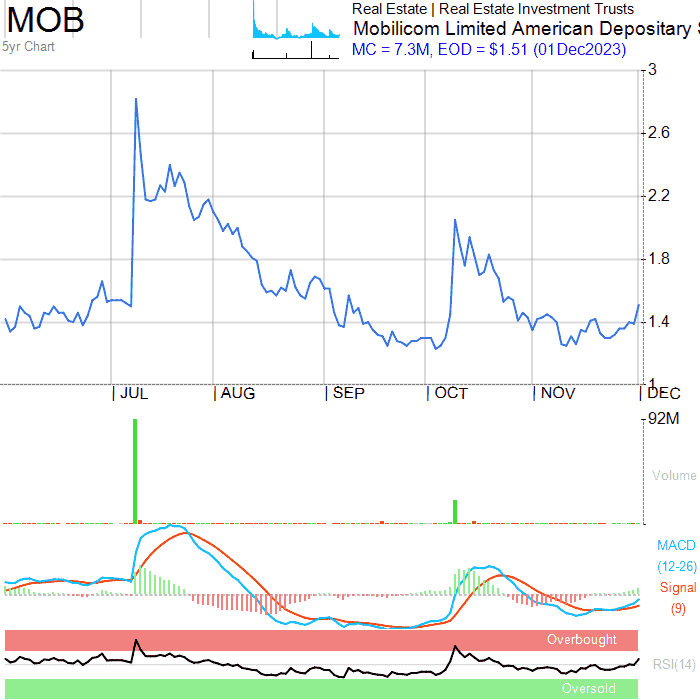 MOB
5yr Chart
Real Estate | Real Estate Investment Trusts
Mobilicom Limited American Depositary S
MC = 7.3M, EOD = $1.51 (01Dec2023)
3
2.6
2.2
1.8
1.4
1
JUL AUG SEP OCT NOV DEC
92M
Volume
MACD
(12-26)
Signal
(9)
Overbought
RSI(14)
Oversold